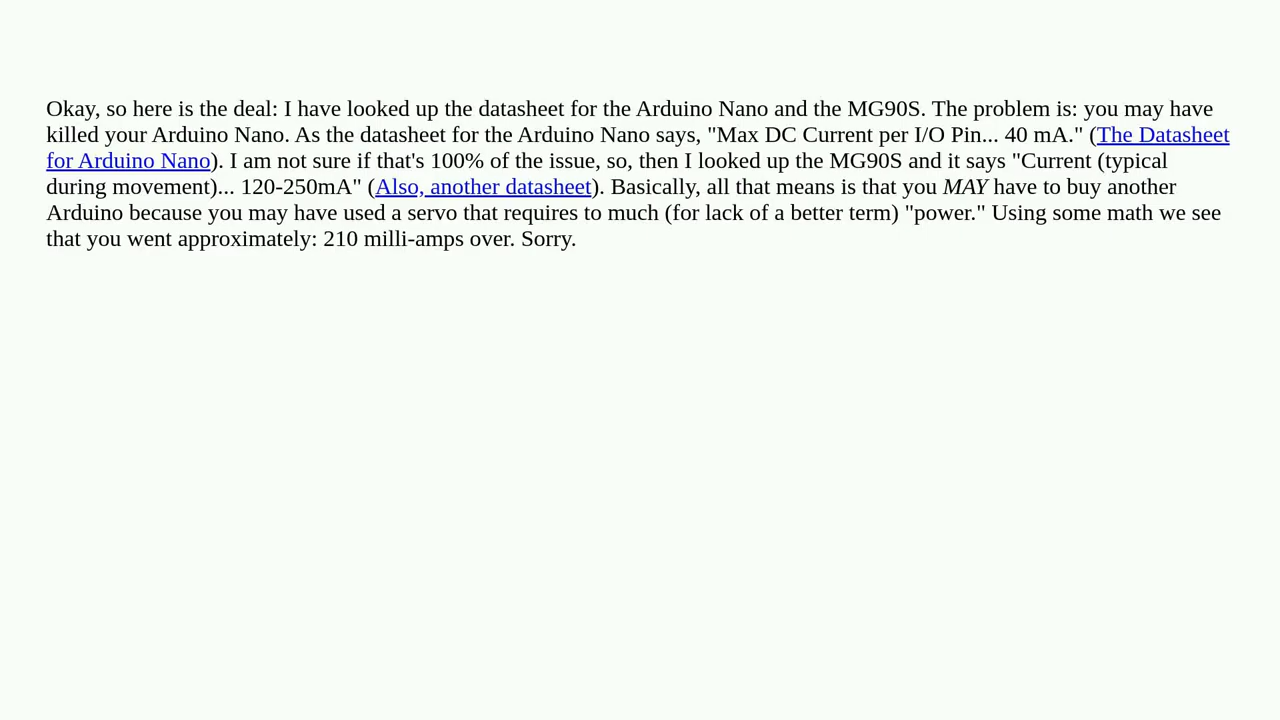 Okay, so here is the deal: I have looked up the datasheet for the Arduino Nano and the MG90S. The problem is: you may have
killed your Arduino Nano. As the datasheet for the Arduino Nano says, "Max DC Current per I/O Pin... 40 mA." (The Datasheet
for Arduino Nano). I am not sure if that's 100% of the issue, so, then I looked up the MG90S and it says "Current (typical
during movement)... 120-250mA" (Also, another datasheet). Basically, all that means is that you MAY have to buy another
Arduino because you may have used a servo that requires to much (for lack of a better term) "power." Using some math we see
that you went approximately: 210 milli-amps over. Sorry.